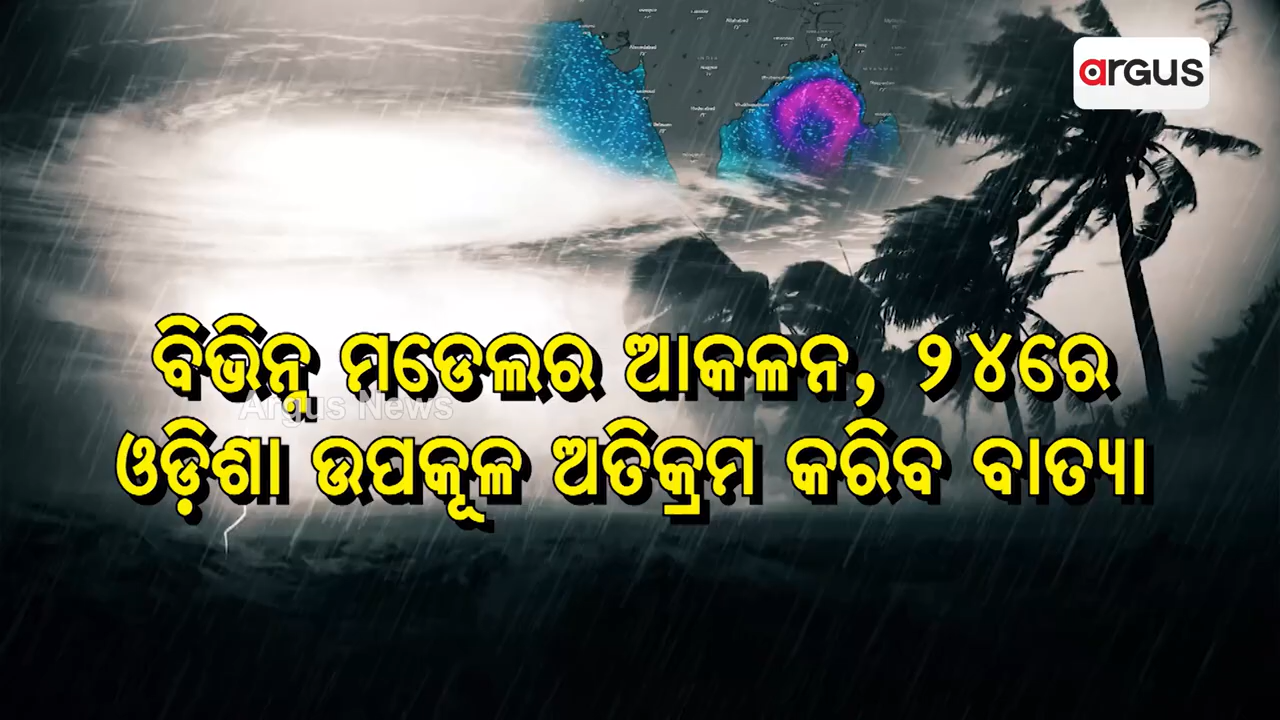 argus
ବିଭିନ୍ନ ମଡେଲର ଆକଳନ, ୨୪ରେ
Argus News
ଓଡ଼ିଶା ଉପକୂଳ ଅତିକ୍ରମ କରିବ ବାତ୍ୟା